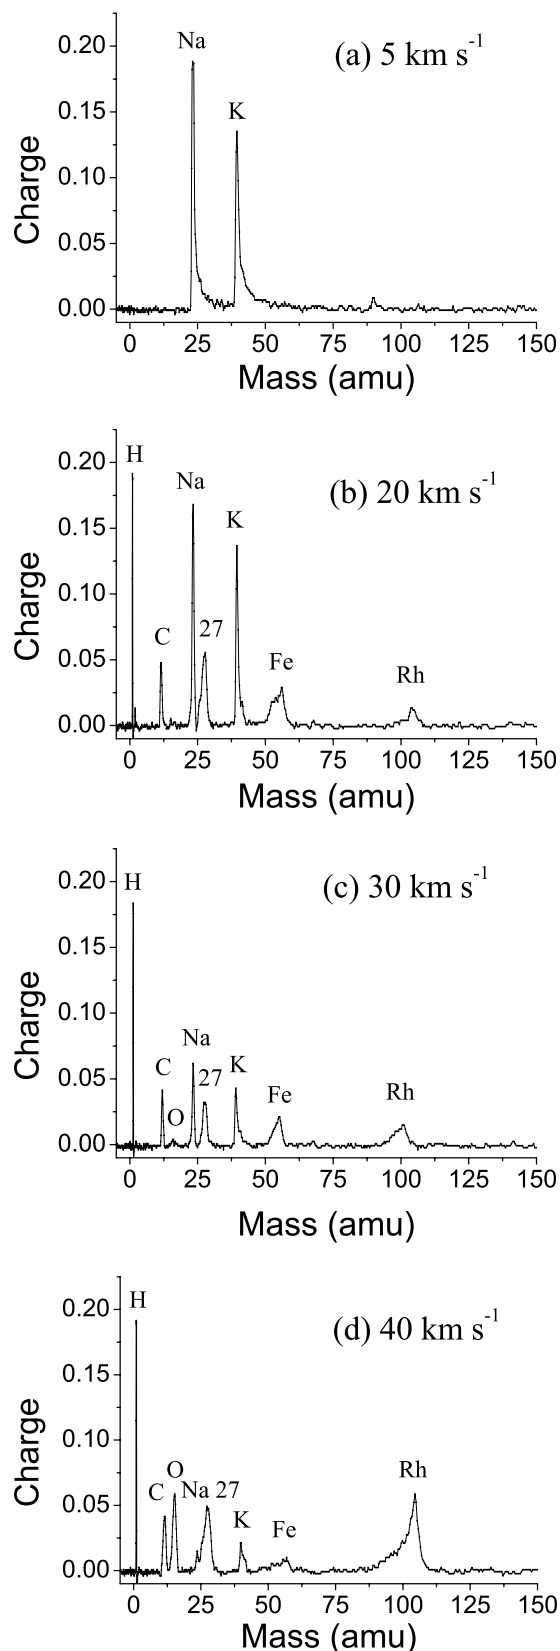 (a) 5 km s⁻¹
0.20
0.15
0.10
0.05
0.00
Charge
Na
K
0 25 50 75 100 125 150
Mass (amu)
(b) 20 km s⁻¹
0.20
0.15
0.10
0.05
0.00
Charge
H
C
Na
27
K
Fe
Rh
0 25 50 75 100 125 150
Mass (amu)
(c) 30 km s⁻¹
0.20
0.15
0.10
0.05
0.00
Charge
H
C
O
Na
27
K
Fe
Rh
0 25 50 75 100 125 150
Mass (amu)
(d) 40 km s⁻¹
0.20
0.15
0.10
0.05
0.00
Charge
H
C
O
Na 27
K
Fe
Rh
0 25 50 75 100 125 150
Mass (amu)